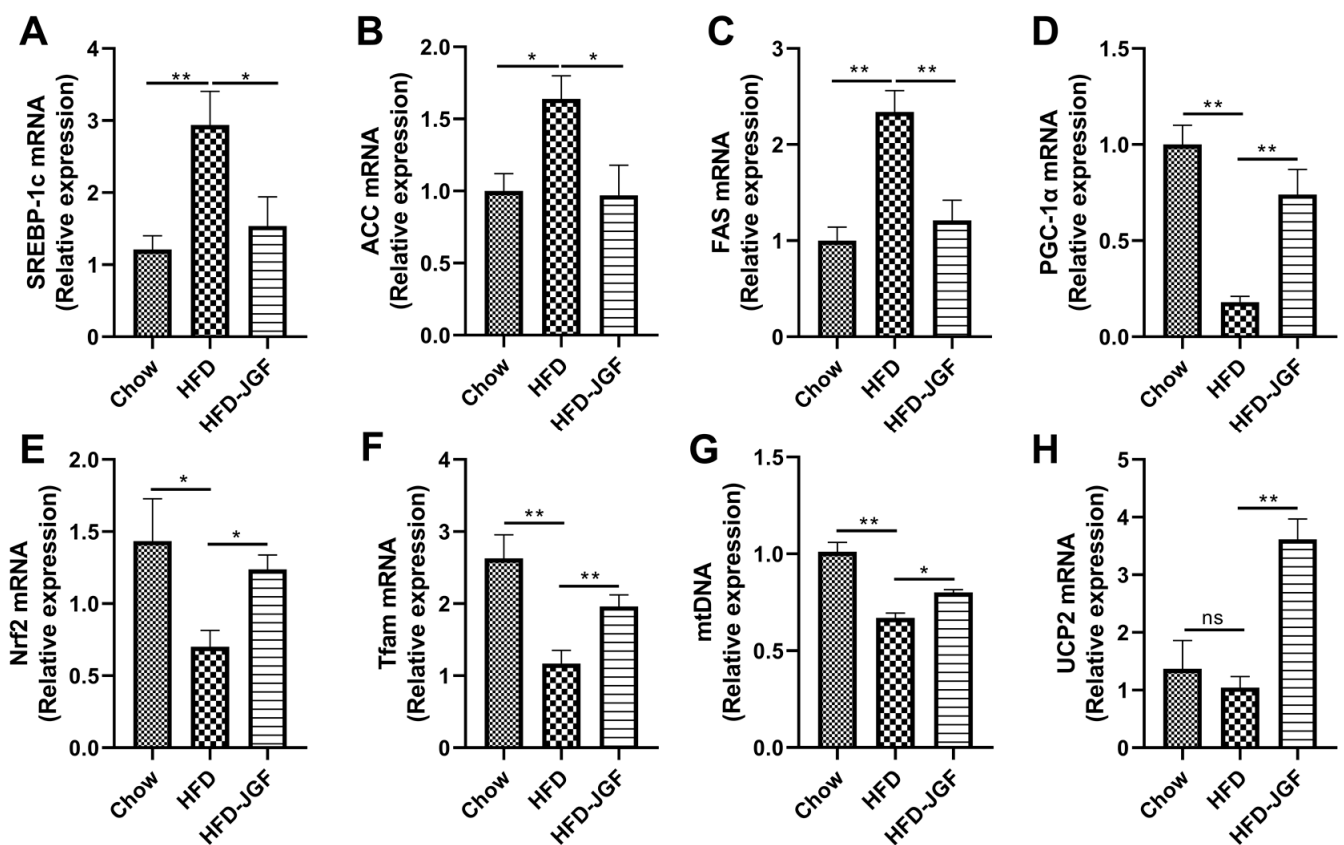 A
SREBP-1c mRNA
(Relative expression)
4
3
2
1
0
**
*
Chow
HFD
HFD-JGF
B
ACC mRNA
(Relative expression)
2.0
1.5
1.0
0.5
0.0
*
*
Chow
HFD
HFD-JGF
C
FAS mRNA
(Relative expression)
3
2
1
0
**
**
Chow
HFD
HFD-JGF
D
PGC-1α mRNA
(Relative expression)
1.5
1.0
0.5
0.0
**
**
Chow
HFD
HFD-JGF
E
Nrf2 mRNA
(Relative expression)
2.0
1.5
1.0
0.5
0.0
*
*
Chow
HFD
HFD-JGF
F
Tfam mRNA
(Relative expression)
4
3
2
1
0
**
**
Chow
HFD
HFD-JGF
G
mtDNA
(Relative expression)
1.5
1.0
0.5
0.0
**
*
Chow
HFD
HFD-JGF
H
UCP2 mRNA
(Relative expression)
5
4
3
2
1
0
ns
**
Chow
HFD
HFD-JGF